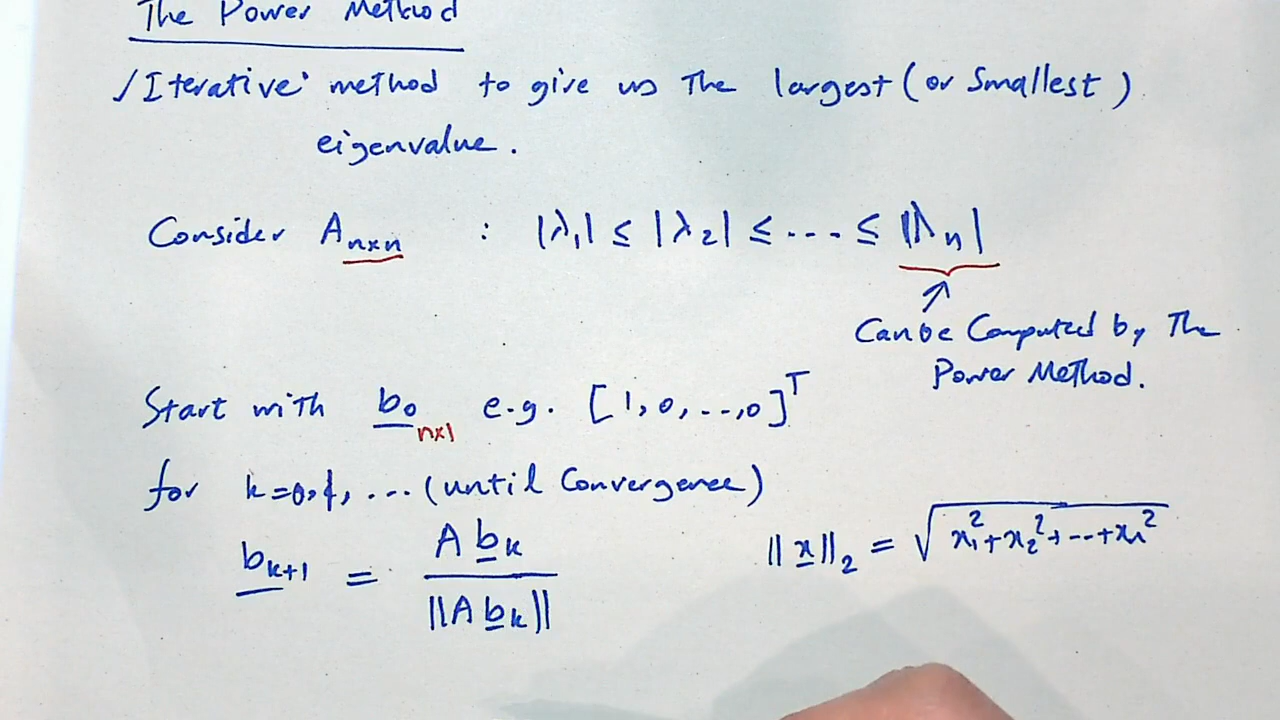 The Power Method
/Iterative method to give us The largest (or Smallest)
eigenvalue.
Consider A_{n×n} : |λ_1| ≤ |λ_2| ≤ --- ≤ |λ_n|
Can be Computed by The
Power Method.
Start with b_0 e.g. [1,0,...,0]^T
n×1
for k=0,1, ... (until Convergence)
b_{k+1} = A b_k / ||A b_k||
||x||_2 = √(x_1^2+x_2^2+--+x_n^2)